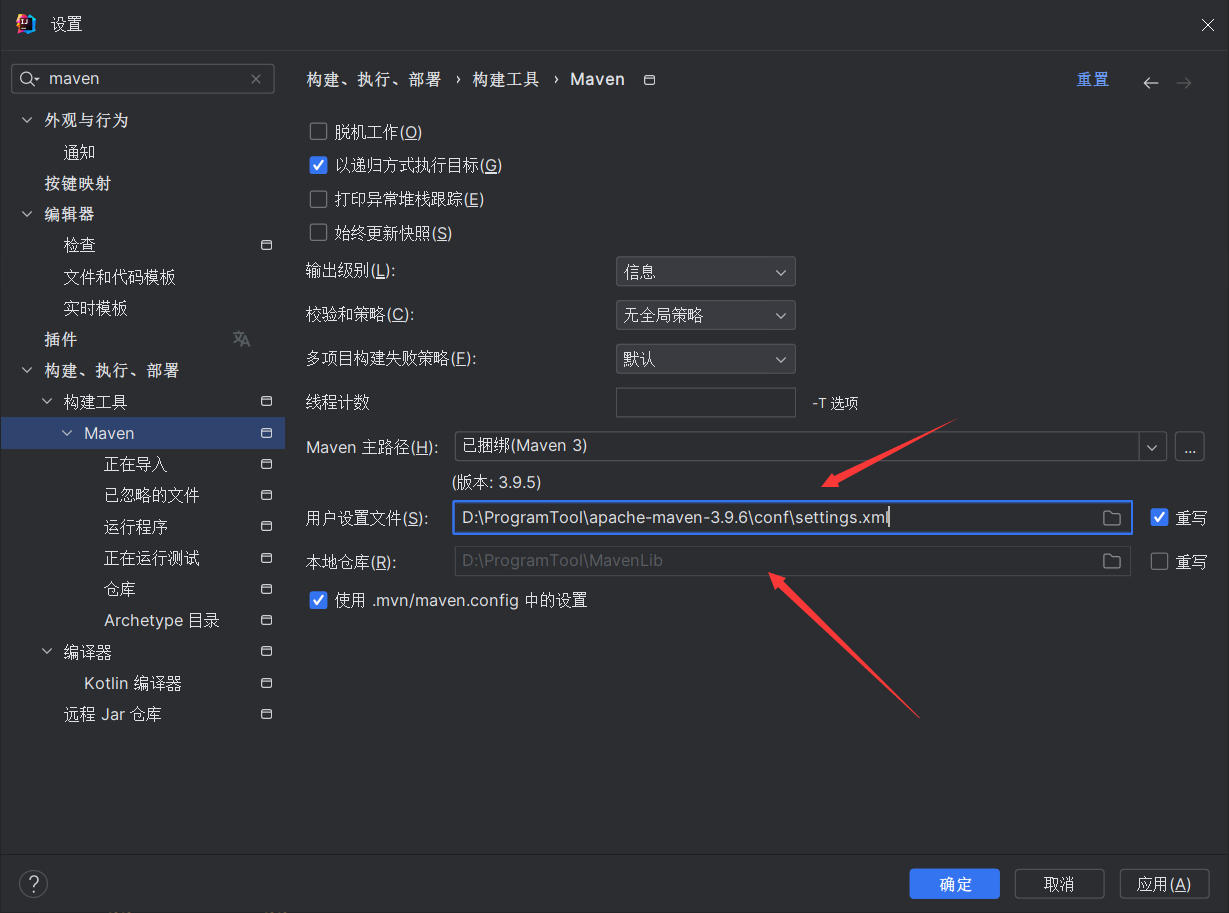 设置
maven
外观与行为
通知
按键映射
编辑器
检查
文件和代码模板
实时模板
插件
构建、执行、部署
构建工具
Maven
正在导入
已忽略的文件
运行程序
正在运行测试
仓库
Archetype 目录
编译器
Kotlin 编译器
远程 Jar 仓库
构建、执行、部署 › 构建工具 › Maven
重置
脱机工作(O)
以递归方式执行目标(G)
打印异常堆栈跟踪(E)
始终更新快照(S)
输出级别(L): 信息
校验和策略(C): 无全局策略
多项目构建失败策略(F): 默认
线程计数 -T 选项
Maven 主路径(H): 已捆绑(Maven 3) ...
(版本: 3.9.5)
用户设置文件(S): D:\ProgramTool\apache-maven-3.9.6\conf\settings.xml 重写
本地仓库(R): D:\ProgramTool\MavenLib 重写
使用 .mvn/maven.config 中的设置
? 确定 取消 应用(A)